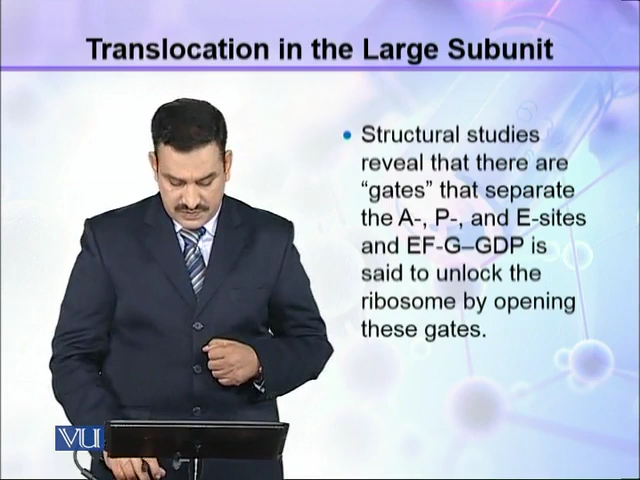 Translocation in the Large Subunit
• Structural studies
reveal that there are
“gates” that separate
the A-, P-, and E-sites
and EF-G–GDP is
said to unlock the
ribosome by opening
these gates.
VU